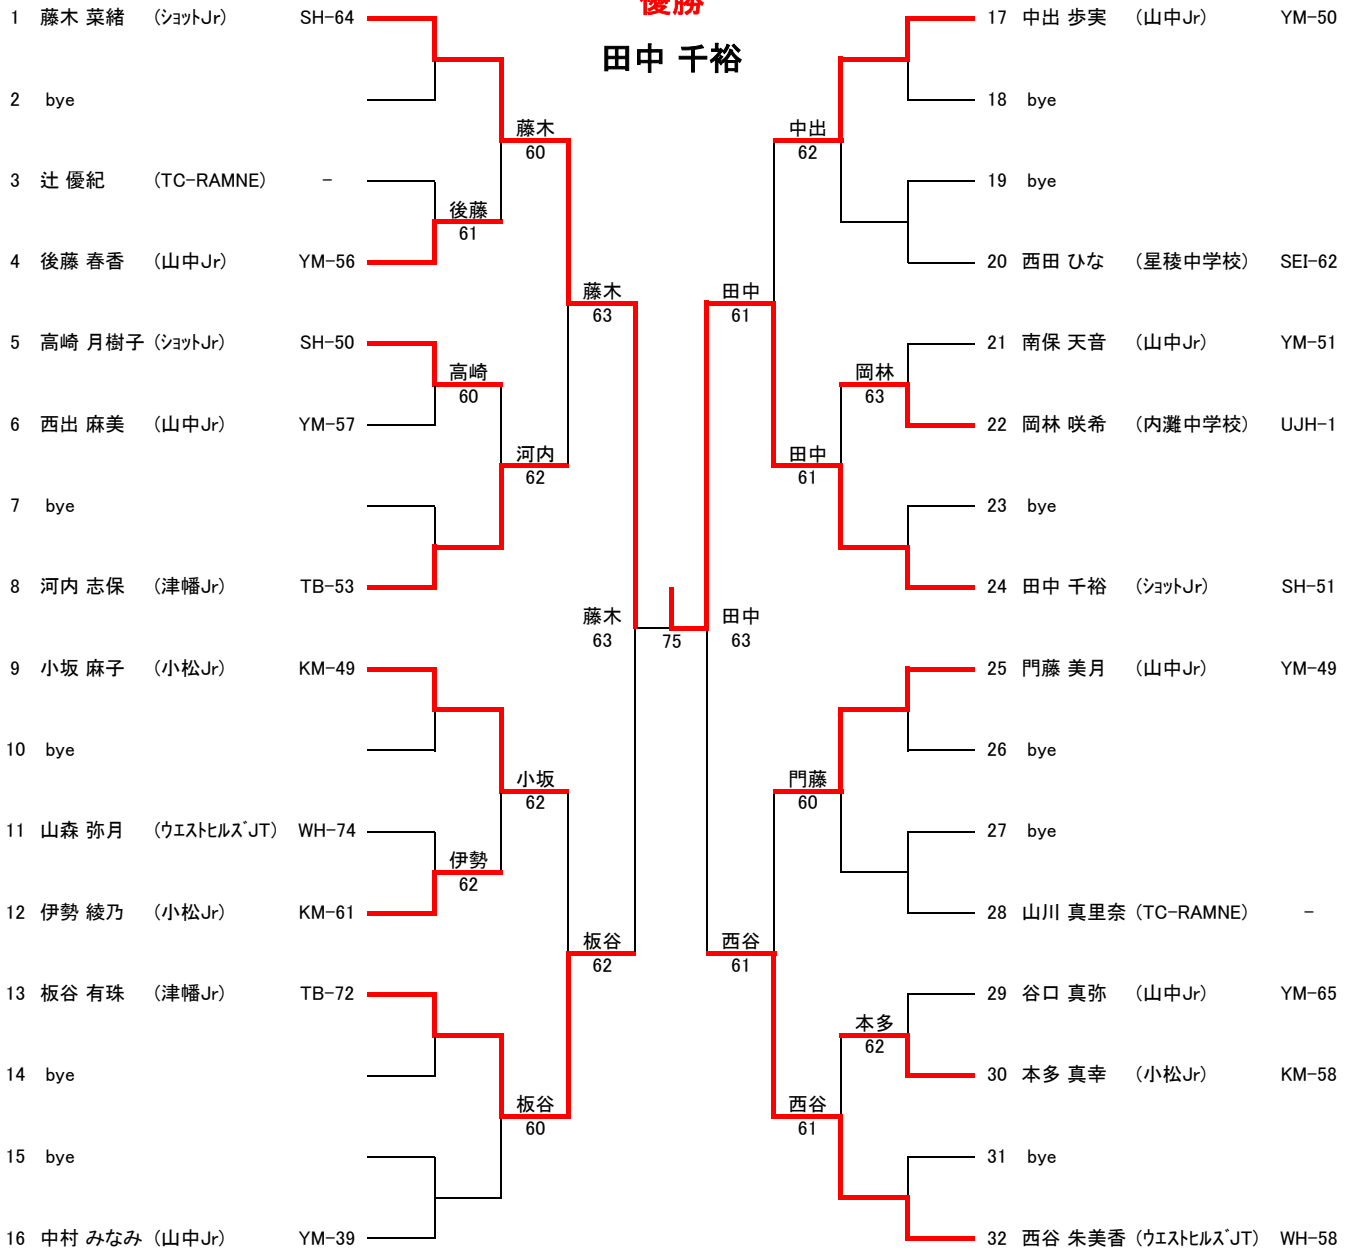 優勝
田中 千裕
1 藤木 菜緒 (ショットJr) SH-64
2 bye
3 辻 優紀 (TC-RAMNE) -
4 後藤 春香 (山中Jr) YM-56
5 高崎 月樹子 (ショットJr) SH-50
6 西出 麻美 (山中Jr) YM-57
7 bye
8 河内 志保 (津幡Jr) TB-53
9 小坂 麻子 (小松Jr) KM-49
10 bye
11 山森 弥月 (ウエストヒルズJT) WH-74
12 伊勢 綾乃 (小松Jr) KM-61
13 板谷 有珠 (津幡Jr) TB-72
14 bye
15 bye
16 中村 みなみ (山中Jr) YM-39
後藤
61
高崎
60
伊勢
62
藤木
60
河内
62
小坂
62
板谷
60
藤木
63
板谷
62
藤木
63
75
田中
63
田中
61
西谷
61
中出
62
田中
61
門藤
60
西谷
61
岡林
63
本多
62
17 中出 歩実 (山中Jr) YM-50
18 bye
19 bye
20 西田 ひな (星稜中学校) SEI-62
21 南保 天音 (山中Jr) YM-51
22 岡林 咲希 (内灘中学校) UJH-1
23 bye
24 田中 千裕 (ショットJr) SH-51
25 門藤 美月 (山中Jr) YM-49
26 bye
27 bye
28 山川 真里奈 (TC-RAMNE) -
29 谷口 真弥 (山中Jr) YM-65
30 本多 真幸 (小松Jr) KM-58
31 bye
32 西谷 朱美香 (ウエストヒルズJT) WH-58